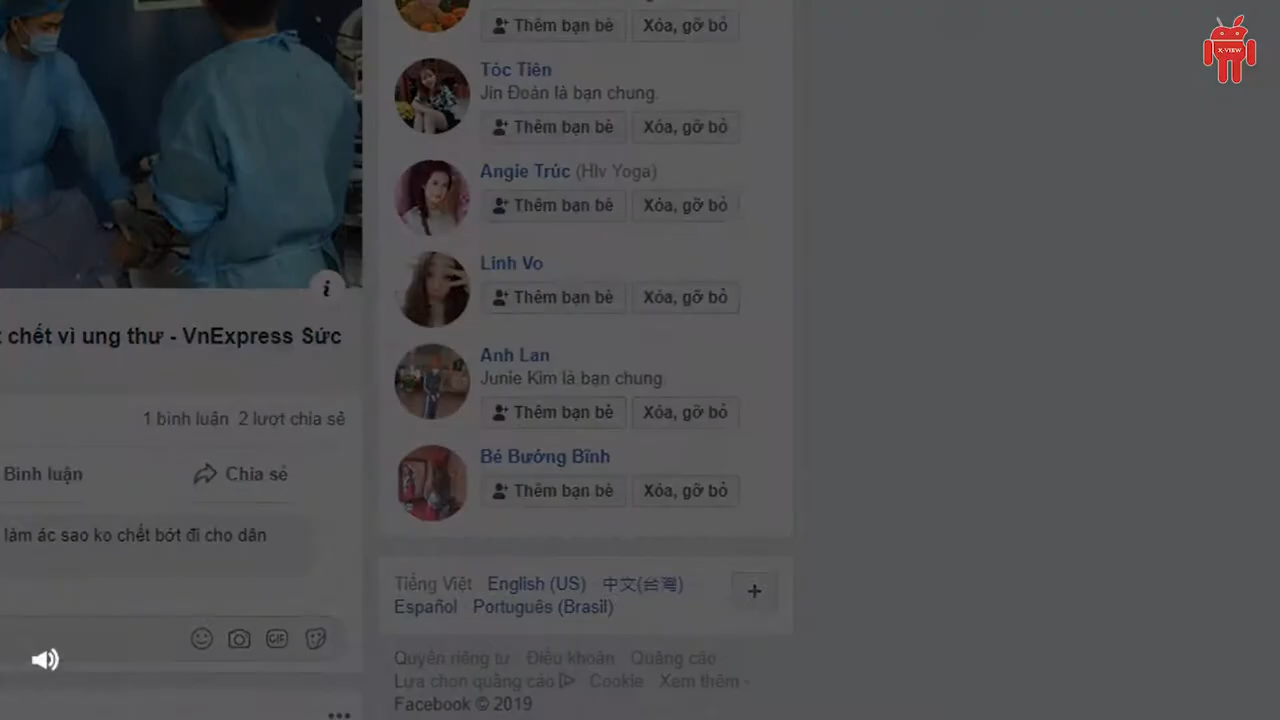 Thêm bạn bè Xóa, gỡ bỏ
X-VIEW
Tóc Tiên
Jin Đoàn là bạn chung.
Thêm bạn bè Xóa, gỡ bỏ
Angie Trúc (Hlv Yoga)
Thêm bạn bè Xóa, gỡ bỏ
Linh Vo
Thêm bạn bè Xóa, gỡ bỏ
chết vì ung thư - VnExpress Sức
Anh Lan
Junie Kim là bạn chung.
Thêm bạn bè Xóa, gỡ bỏ
1 bình luận 2 lượt chia sẻ
Bé Bướng Bĩnh
Bình luận Chia sẻ
Thêm bạn bè Xóa, gỡ bỏ
làm ác sao ko chết bớt đi cho dân
Tiếng Việt English (US) 中文(台灣)
Español Português (Brasil)
GIF
Quyền riêng tư Điều khoản Quảng cáo
Lựa chọn quảng cáo Cookie Xem thêm
Facebook © 2019